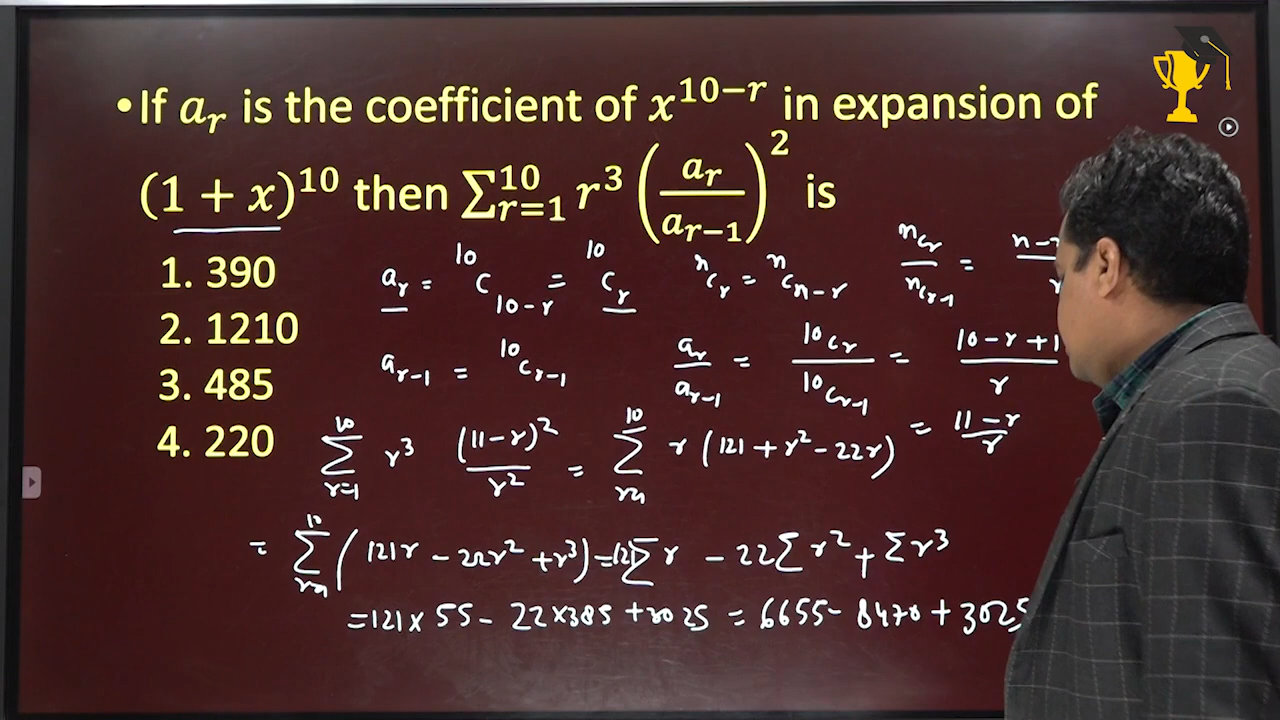 •If a_r is the coefficient of x^{10−r} in expansion of
(1 + x)^{10} then ∑_{r=1}^{10} r^3 (a_r/a_{r−1})^2 is
1. 390
2. 1210
3. 485
4. 220
a_r = ^{10}C_{10-r} = ^{10}C_r
^nC_r = ^nC_{n-r}
^nC_r/^nC_{r-1} =
a_{r-1} = ^{10}C_{r-1}
a_r/a_{r-1} = ^{10}C_r/^{10}C_{r-1} = 10-r+1/r
= 11-r/r
∑_{r=1}^{10} r^3 (11-r)^2/r^2 = ∑_{r=1}^{10} r (121 + r^2 - 22r)
= ∑_{r=1}^{10} (121r - 22r^2 + r^3) = 121∑r - 22∑r^2 + ∑r^3
= 121 x 55 - 22 x 385 + 3025 = 6655 - 8470 + 3025